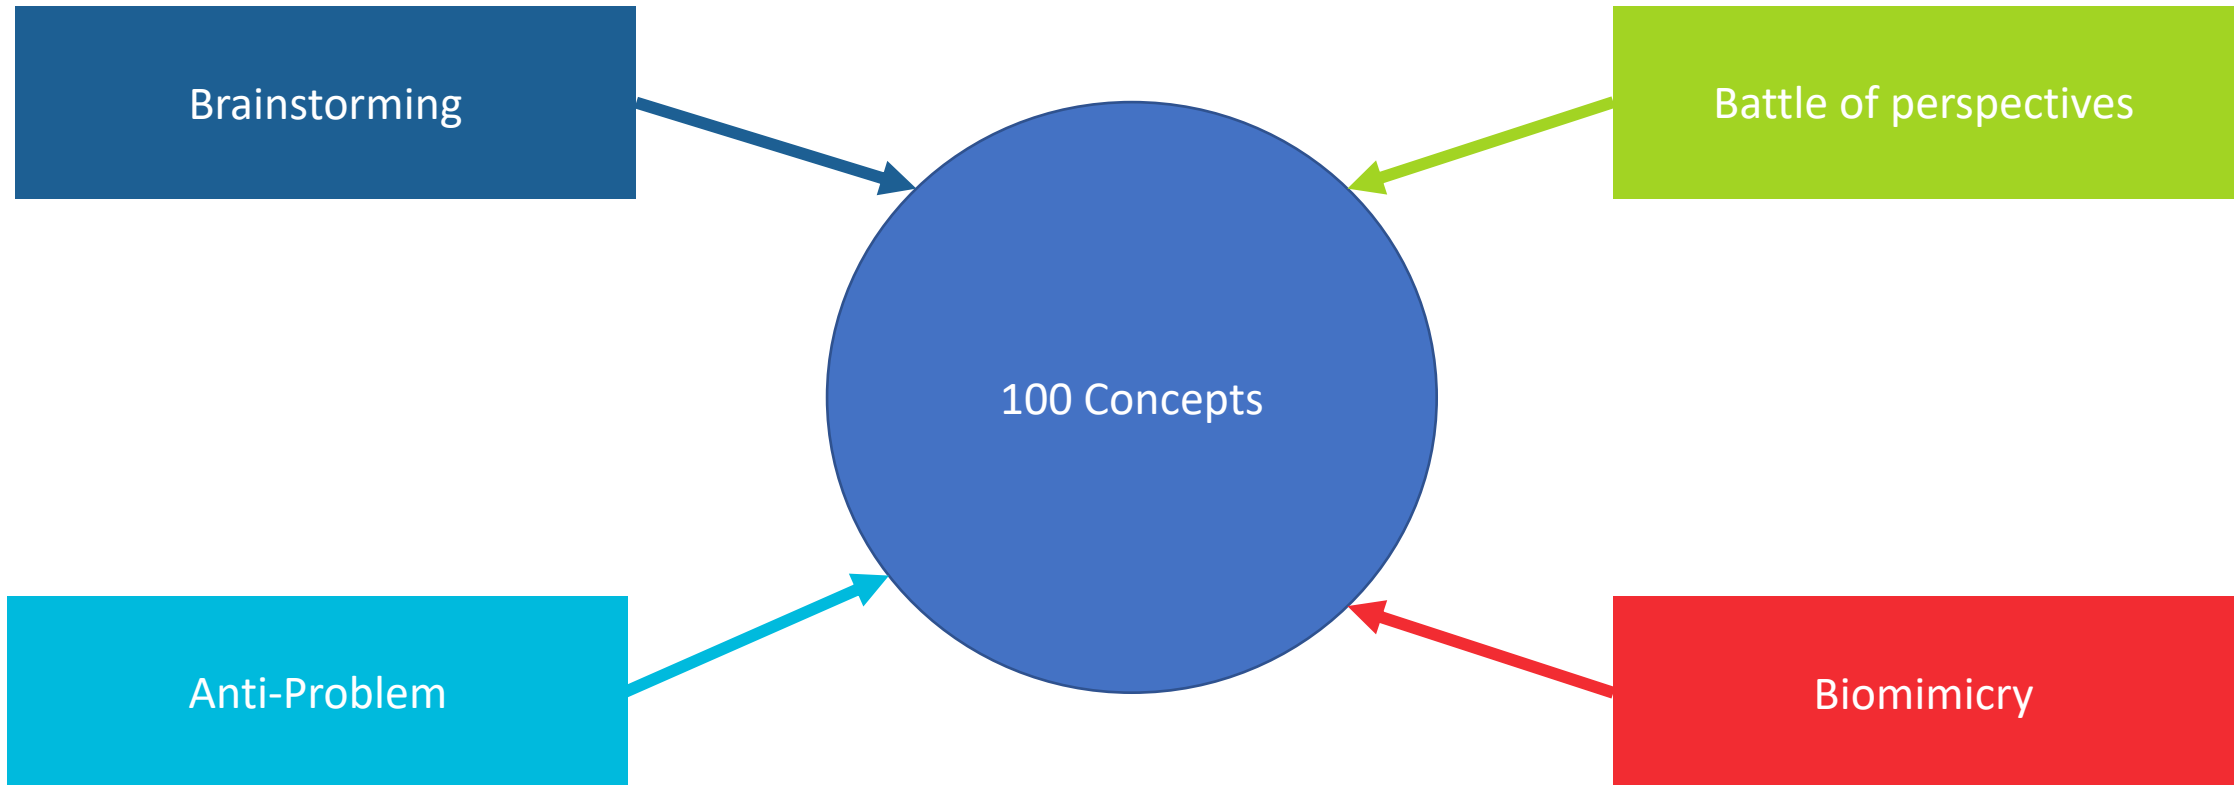 Brainstorming
Battle of perspectives
100 Concepts
Anti-Problem
Biomimicry